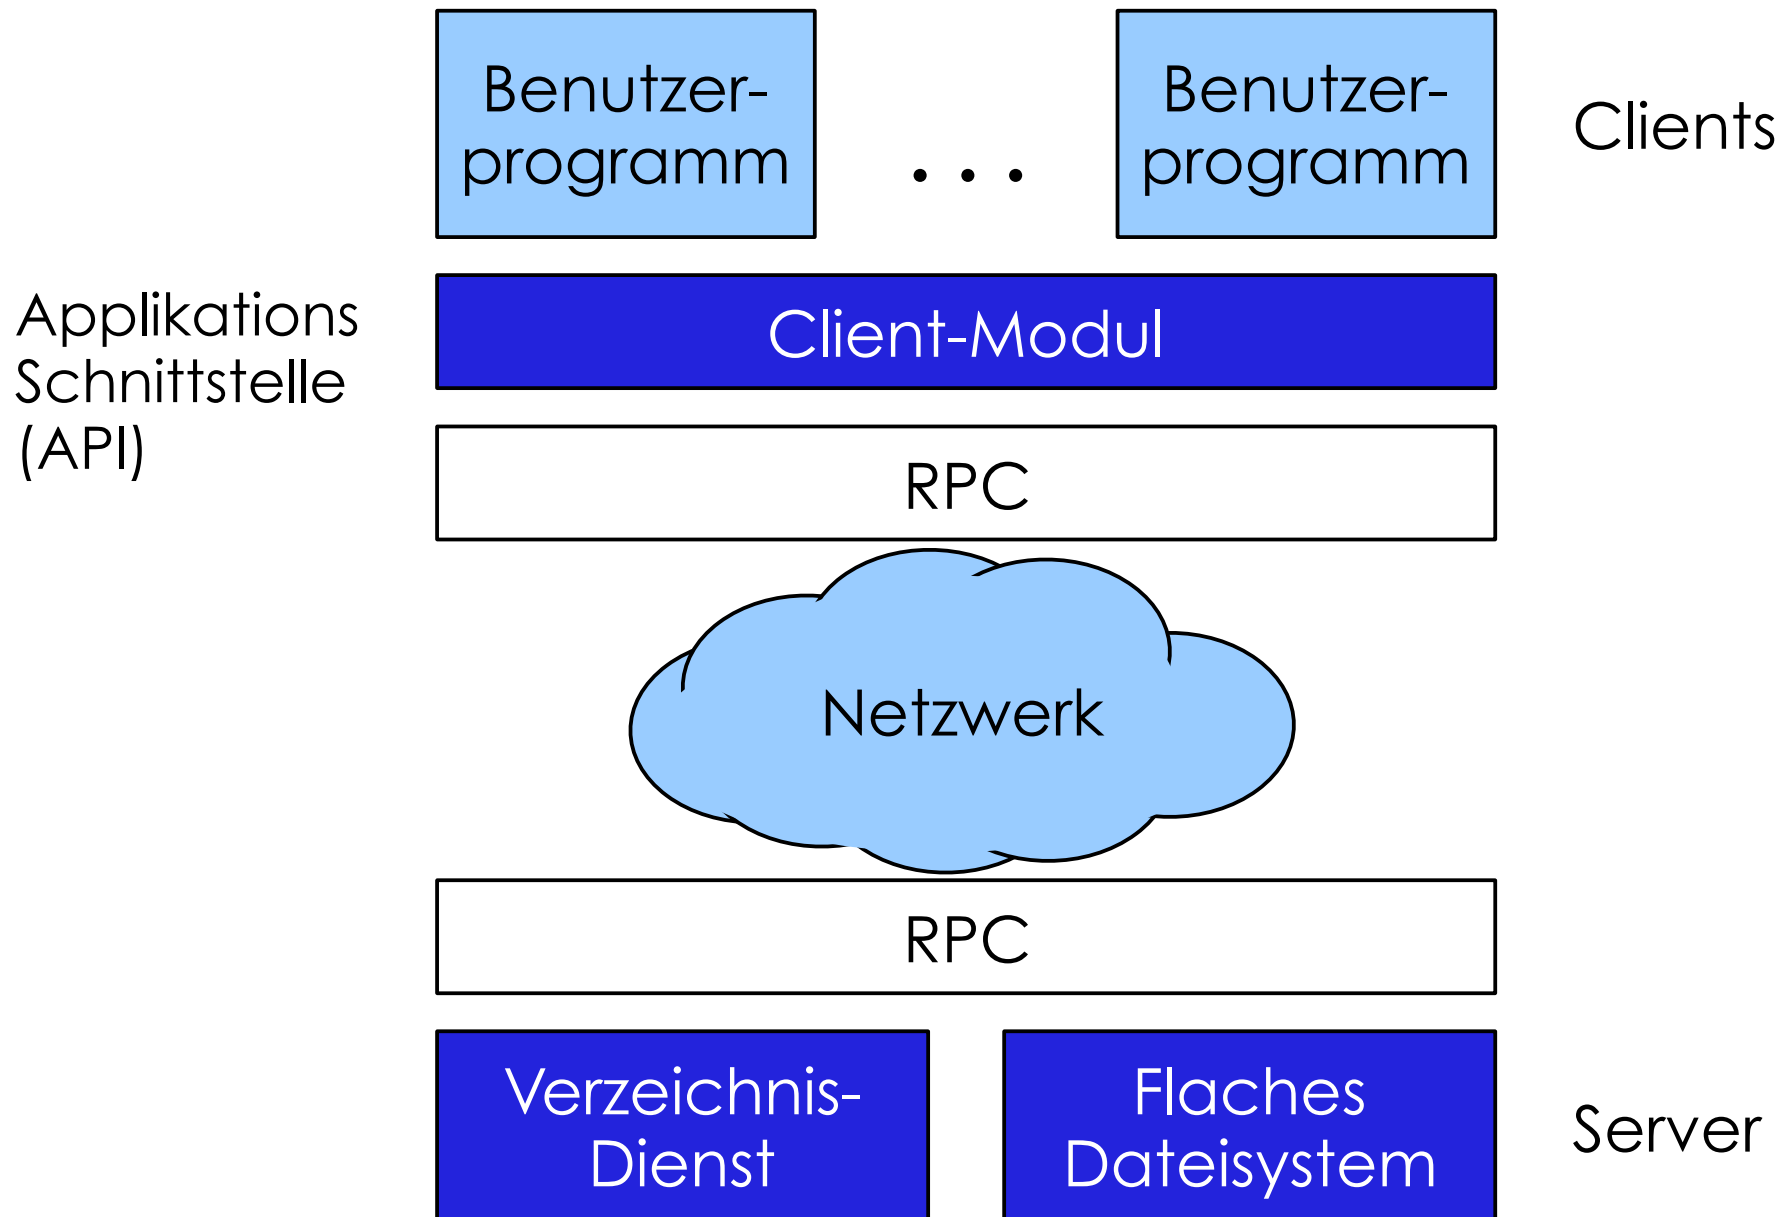 Benutzer-
programm
. . .
Benutzer-
programm
Clients
Applikations
Schnittstelle
(API)
Client-Modul
RPC
Netzwerk
RPC
Verzeichnis-
Dienst
Flaches
Dateisystem
Server